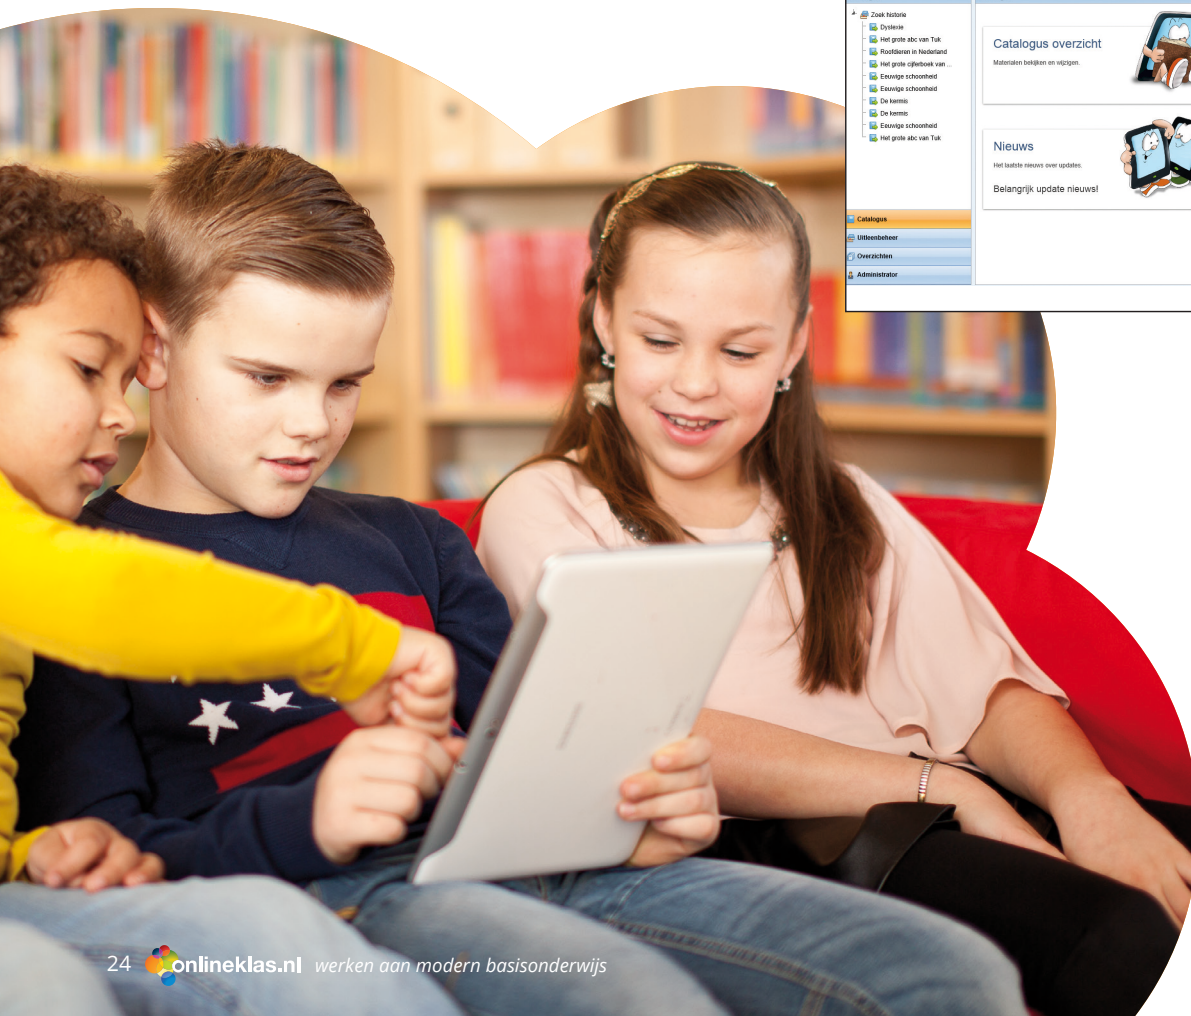 Zoek historie
Dyslexie
Het grote abc van Tuk
Roofdieren in Nederland
Het grote cijferboek van ...
Eeuwige schoonheid
Eeuwige schoonheid
De kermis
De kermis
Eeuwige schoonheid
Het grote abc van Tuk
Catalogus
Uitleenbeheer
Overzichten
Administrator
Catalogus overzicht
Materialen bekijken en wijzigen.
Nieuws
Het laatste nieuws over updates.
Belangrijk update nieuws!
24 onlineklas.nl werken aan modern basisonderwijs